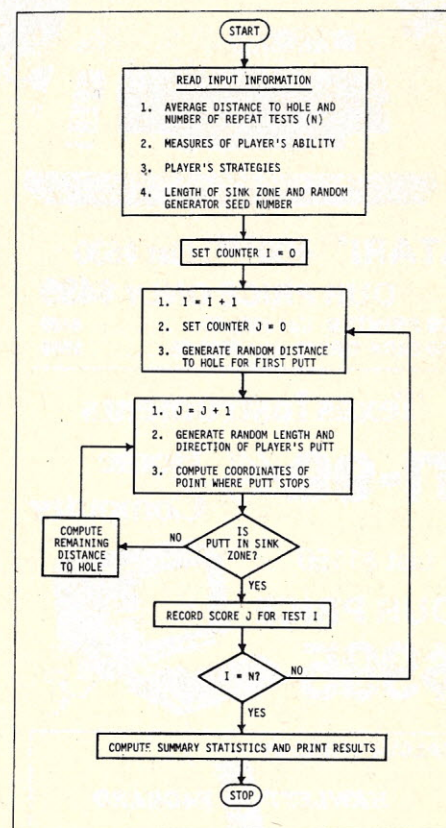 START
READ INPUT INFORMATION
1. AVERAGE DISTANCE TO HOLE AND
NUMBER OF REPEAT TESTS (N)
2. MEASURES OF PLAYER'S ABILITY
3. PLAYER'S STRATEGIES
4. LENGTH OF SINK ZONE AND RANDOM
GENERATOR SEED NUMBER
SET COUNTER I = 0
1. I = I + 1
2. SET COUNTER J = 0
3. GENERATE RANDOM DISTANCE
TO HOLE FOR FIRST PUTT
1. J = J + 1
2. GENERATE RANDOM LENGTH AND
DIRECTION OF PLAYER'S PUTT
3. COMPUTE COORDINATES OF
POINT WHERE PUTT STOPS
COMPUTE
REMAINING
DISTANCE
TO HOLE
NO
IS
PUTT IN SINK
ZONE?
YES
RECORD SCORE J FOR TEST I
I = N?
NO
YES
COMPUTE SUMMARY STATISTICS AND PRINT RESULTS
STOP